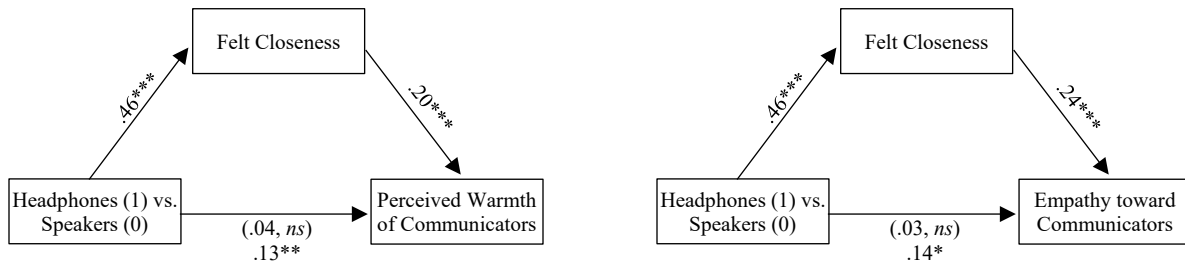 Felt Closeness
.46***
.20***
Headphones (1) vs.
Speakers (0)
(.04, ns)
.13**
Perceived Warmth
of Communicators
Felt Closeness
.46***
.24***
Headphones (1) vs.
Speakers (0)
(.03, ns)
.14*
Empathy toward
Communicators